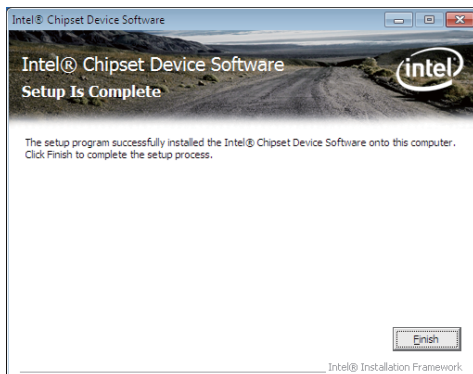 Intel® Chipset Device Software
Intel® Chipset Device Software
Setup Is Complete
intel
The setup program successfully installed the Intel® Chipset Device Software onto this computer.
Click Finish to complete the setup process.
Finish
Intel® Installation Framework